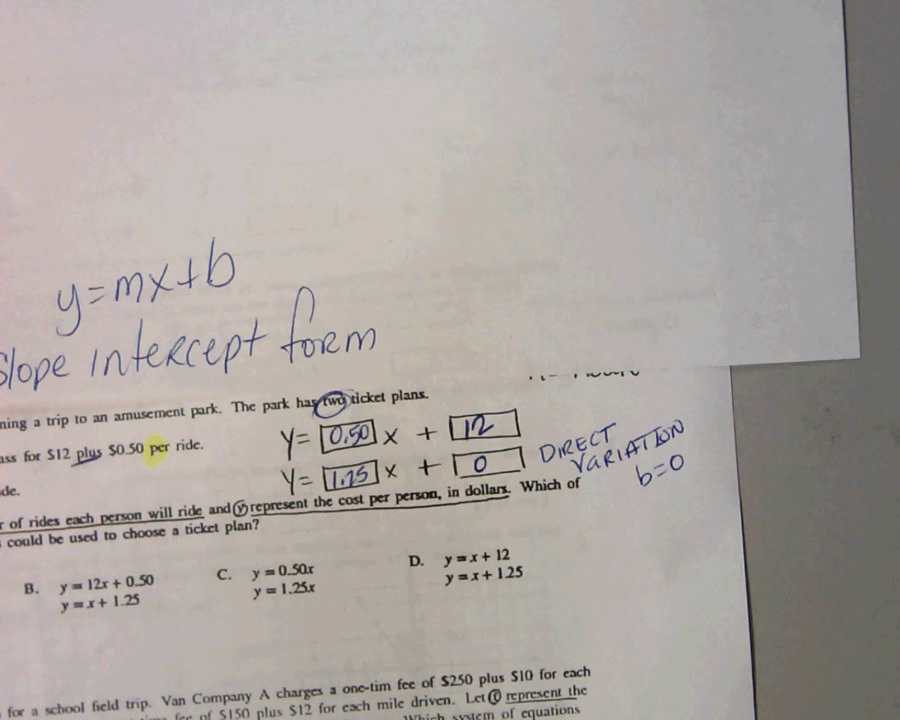 y=mx+b
Slope intercept form
ning a trip to an amusement park. The park has two ticket plans.
ass for $12 plus $0.50 per ride.
y= 0.50 x + 12
de.
y= 1.25 x + 0
DIRECT
VARIATION
b=0
r of rides each person will ride and y represent the cost per person, in dollars. Which of
could be used to choose a ticket plan?
B. y = 12x + 0.50
y = x + 1.25
C. y = 0.50x
y = 1.25x
D. y = x + 12
y = x + 1.25
for a school field trip. Van Company A charges a one-tim fee of $250 plus $10 for each
fee of $150 plus $12 for each mile driven. Let y represent the
Which system of equations